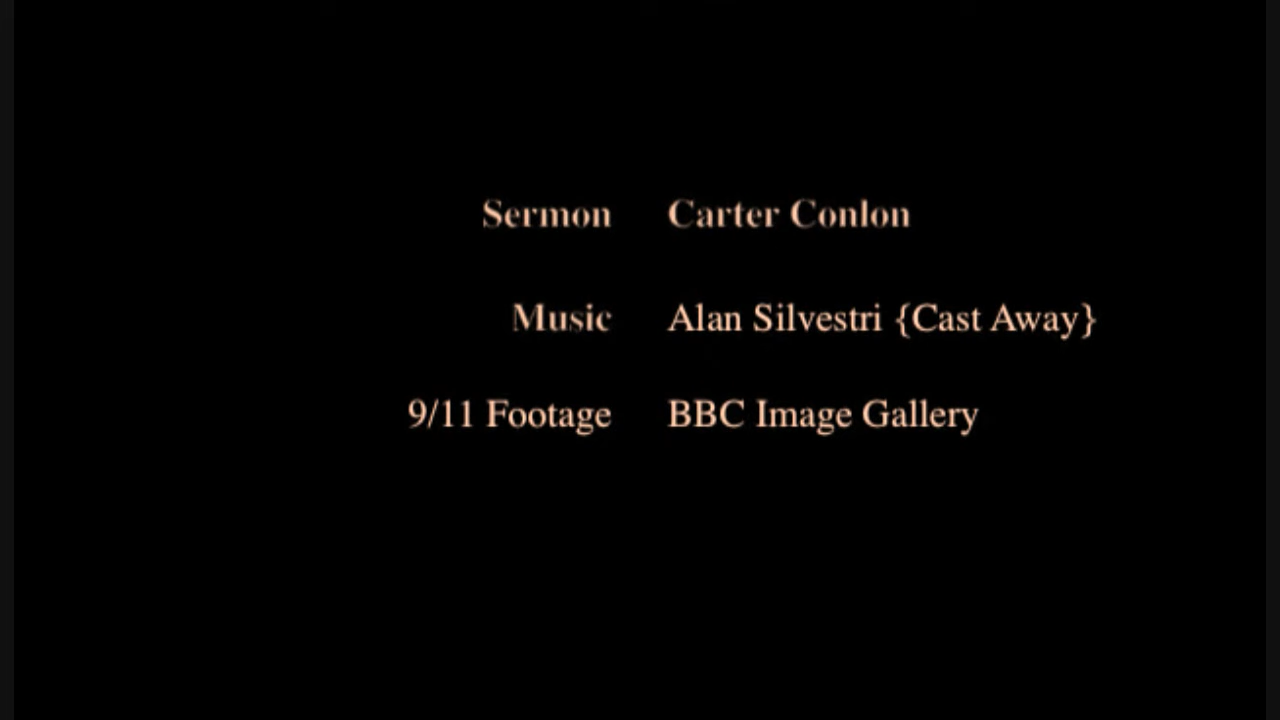 Sermon Carter Conlon
Music Alan Silvestri {Cast Away}
9/11 Footage BBC Image Gallery